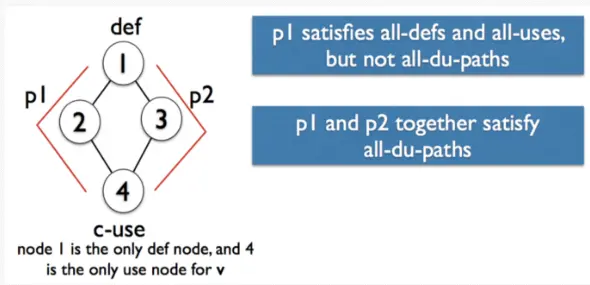 def
1
p1
p2
2
3
4
c-use
node 1 is the only def node, and 4
is the only use node for v
p1 satisfies all-defs and all-uses,
but not all-du-paths
p1 and p2 together satisfy
all-du-paths